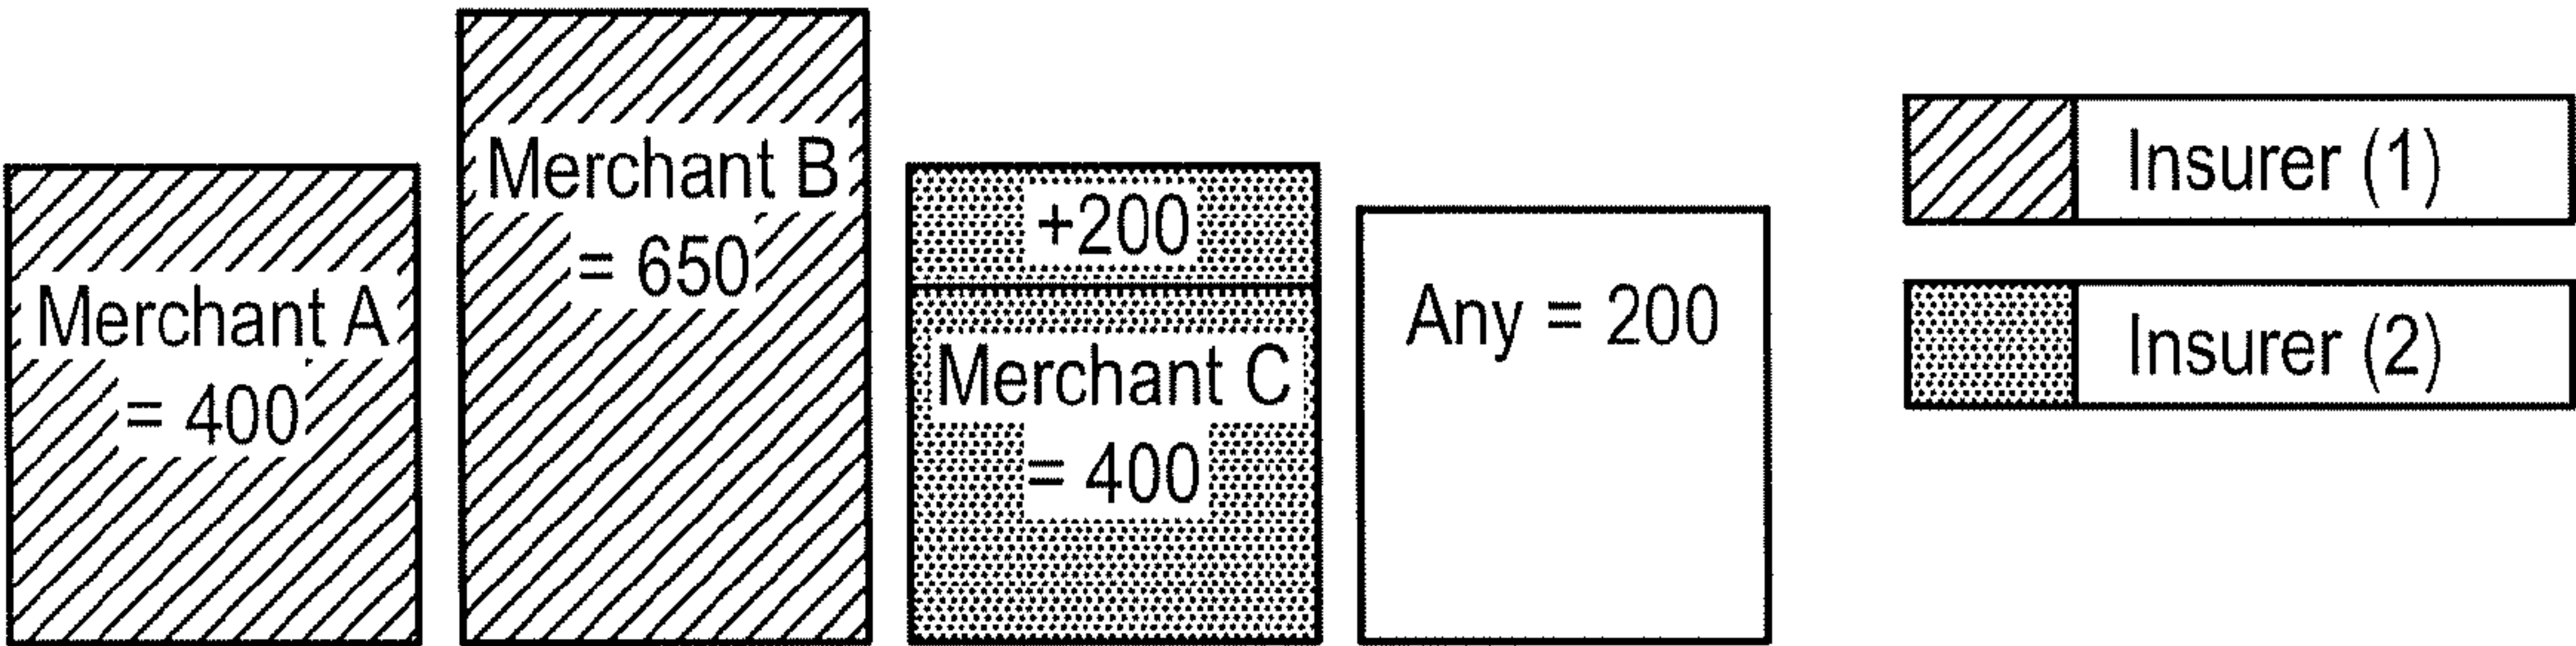 Merchant A
= 400
Merchant B
= 650
+200
Merchant C
= 400
Any = 200
Insurer (1)
Insurer (2)